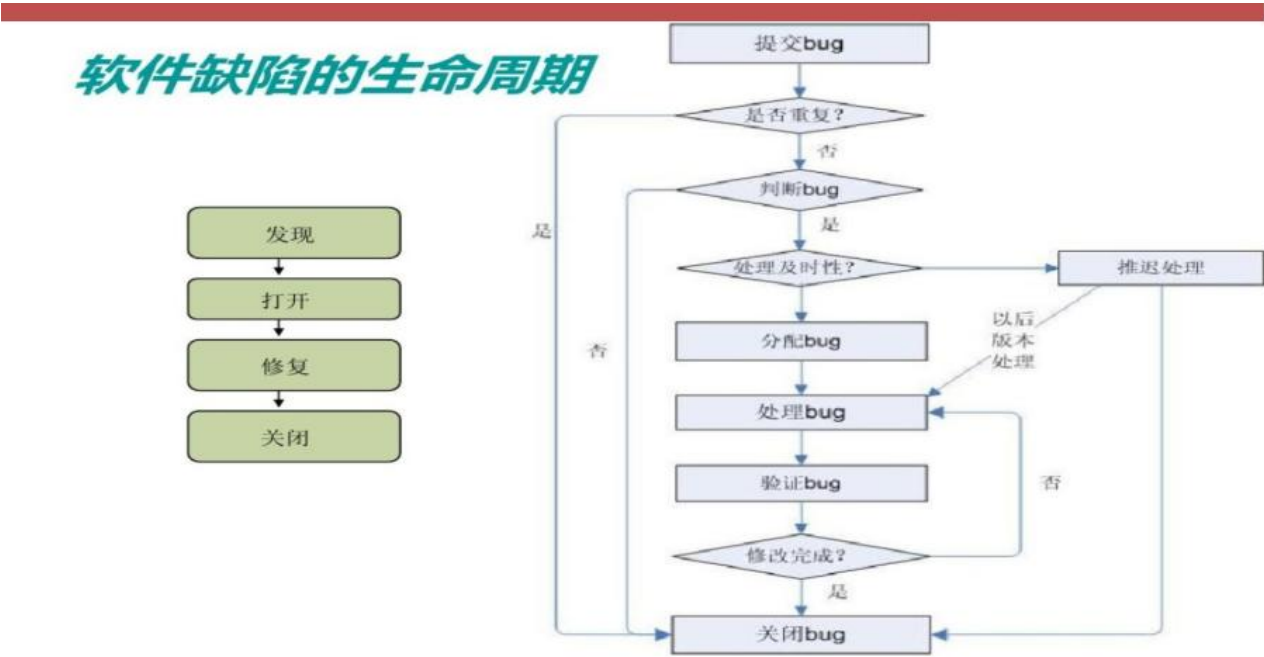 软件缺陷的生命周期
发现
打开
修复
关闭
提交bug
是否重复?
否
是
判断bug
是
否
处理及时性?
推迟处理
以后
版本
处理
分配bug
处理bug
验证bug
否
修改完成?
是
关闭bug